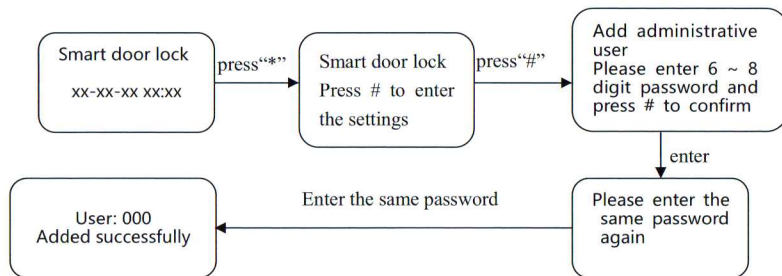 Smart door lock
xx-xx-xx xx:xx
press“*”
Smart door lock
Press # to enter
the settings
press“#”
Add administrative
user
Please enter 6 ~ 8
digit password and
press # to confirm
enter
Please enter the
same password
again
Enter the same password
User: 000
Added successfully